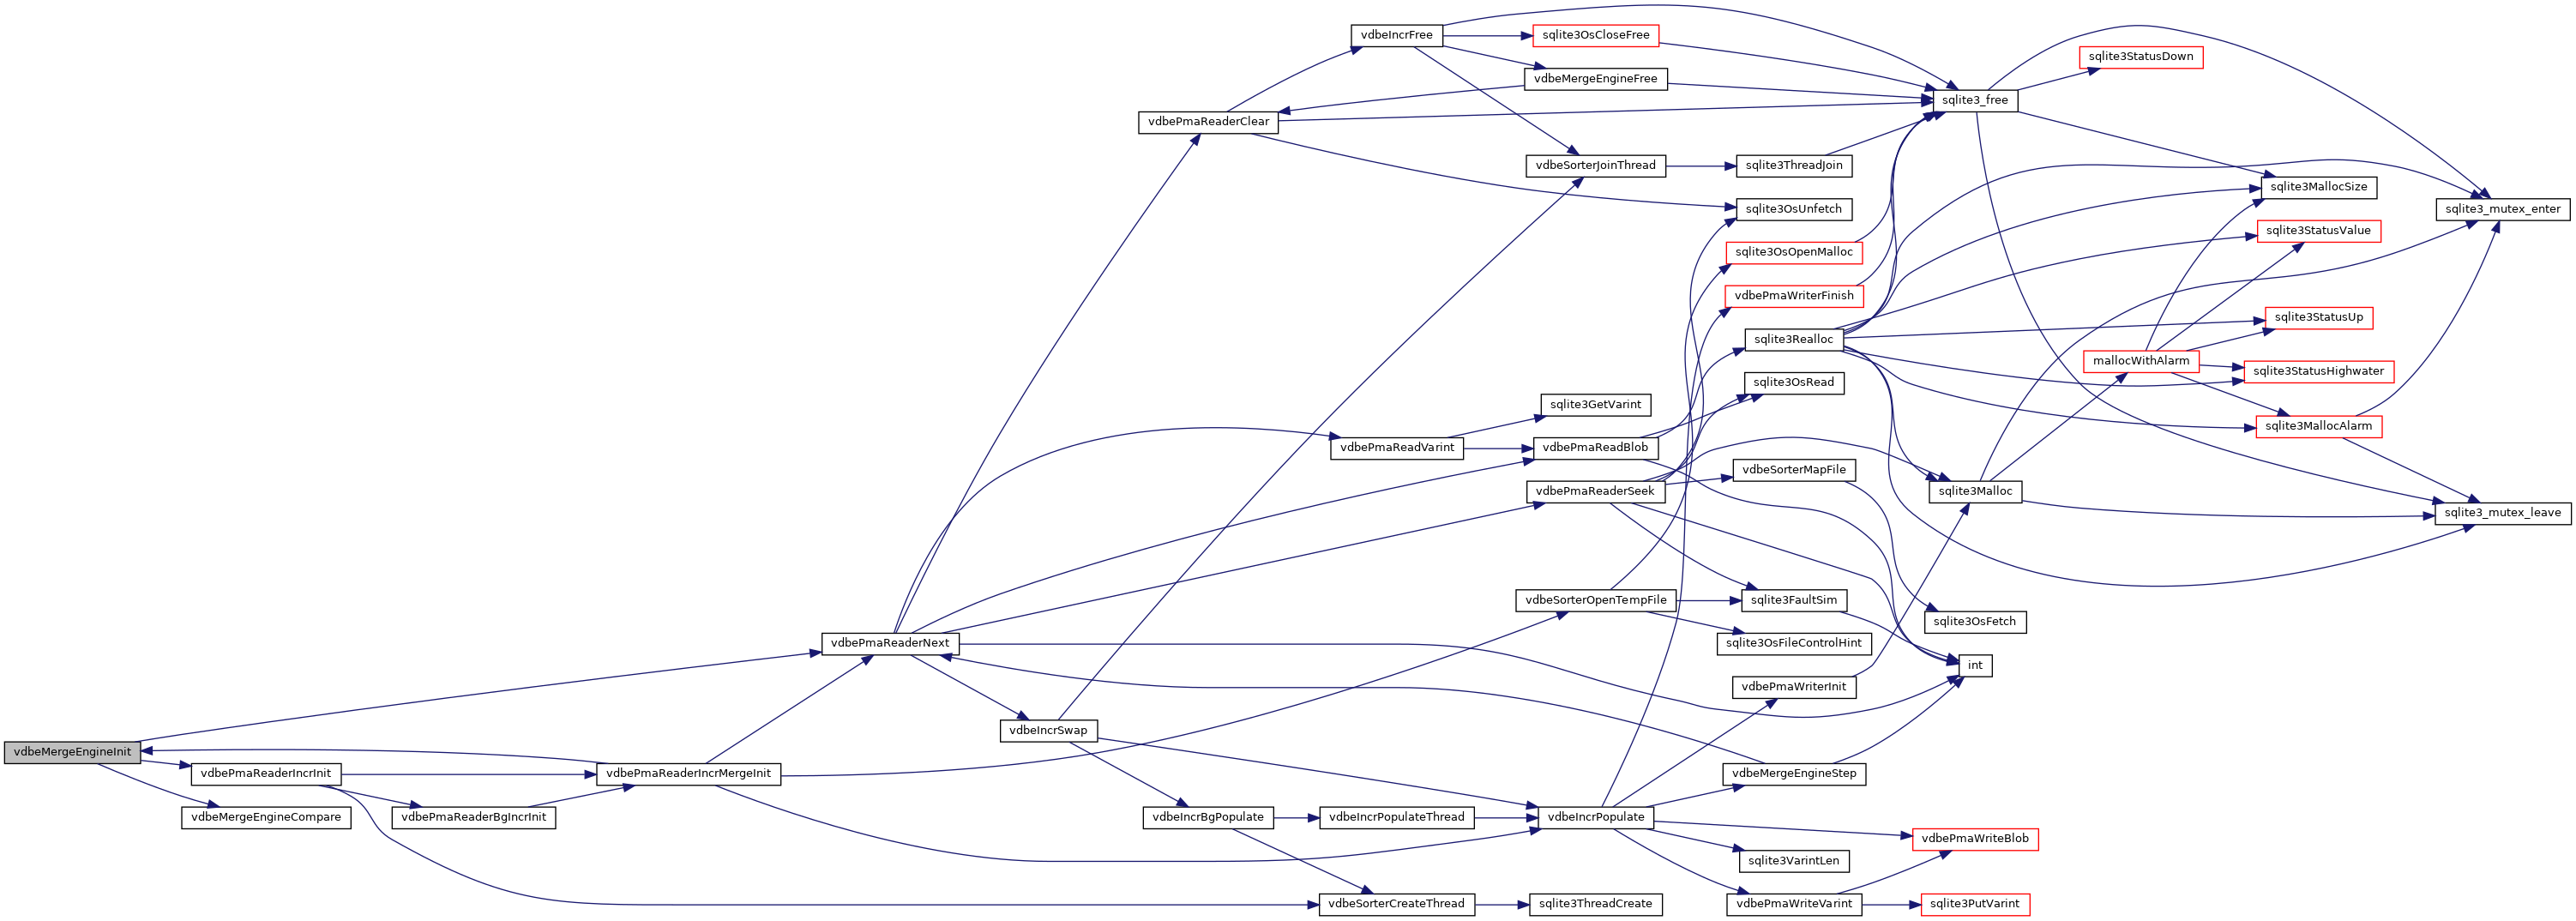 vdbeIncrFree
sqlite3OsCloseFree
sqlite3StatusDown
vdbeMergeEngineFree
sqlite3_free
vdbePmaReaderClear
vdbeSorterJoinThread
sqlite3ThreadJoin
sqlite3MallocSize
sqlite3OsUnfetch
sqlite3_mutex_enter
sqlite3StatusValue
sqlite3OsOpenMalloc
vdbePmaWriterFinish
sqlite3StatusUp
sqlite3Realloc
mallocWithAlarm
sqlite3StatusHighwater
sqlite3OsRead
sqlite3GetVarint
sqlite3MallocAlarm
vdbePmaReadVarint
vdbePmaReadBlob
vdbeSorterMapFile
vdbePmaReaderSeek
sqlite3Malloc
sqlite3_mutex_leave
vdbeSorterOpenTempFile
sqlite3FaultSim
sqlite3OsFetch
vdbePmaReaderNext
sqlite3OsFileControlHint
int
vdbePmaWriterInit
vdbeIncrSwap
vdbeMergeEngineInit
vdbePmaReaderIncrInit
vdbePmaReaderIncrMergeInit
vdbeMergeEngineStep
vdbeMergeEngineCompare
vdbePmaReaderBgIncrInit
vdbeIncrBgPopulate
vdbeIncrPopulateThread
vdbeIncrPopulate
vdbePmaWriteBlob
sqlite3VarintLen
vdbeSorterCreateThread
sqlite3ThreadCreate
vdbePmaWriteVarint
sqlite3PutVarint